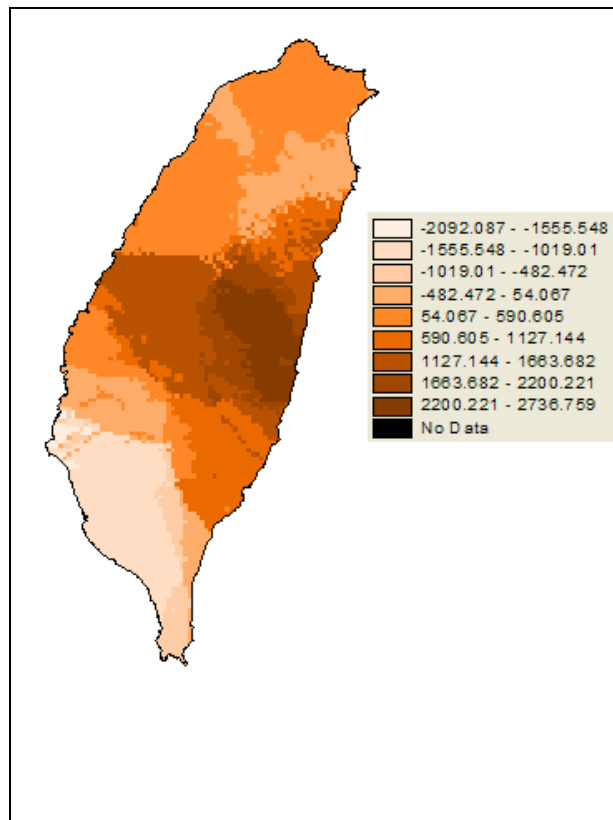 -2092.087 - -1555.548
-1555.548 - -1019.01
-1019.01 - -482.472
-482.472 - 54.067
54.067 - 590.605
590.605 - 1127.144
1127.144 - 1663.682
1663.682 - 2200.221
2200.221 - 2736.759
No Data